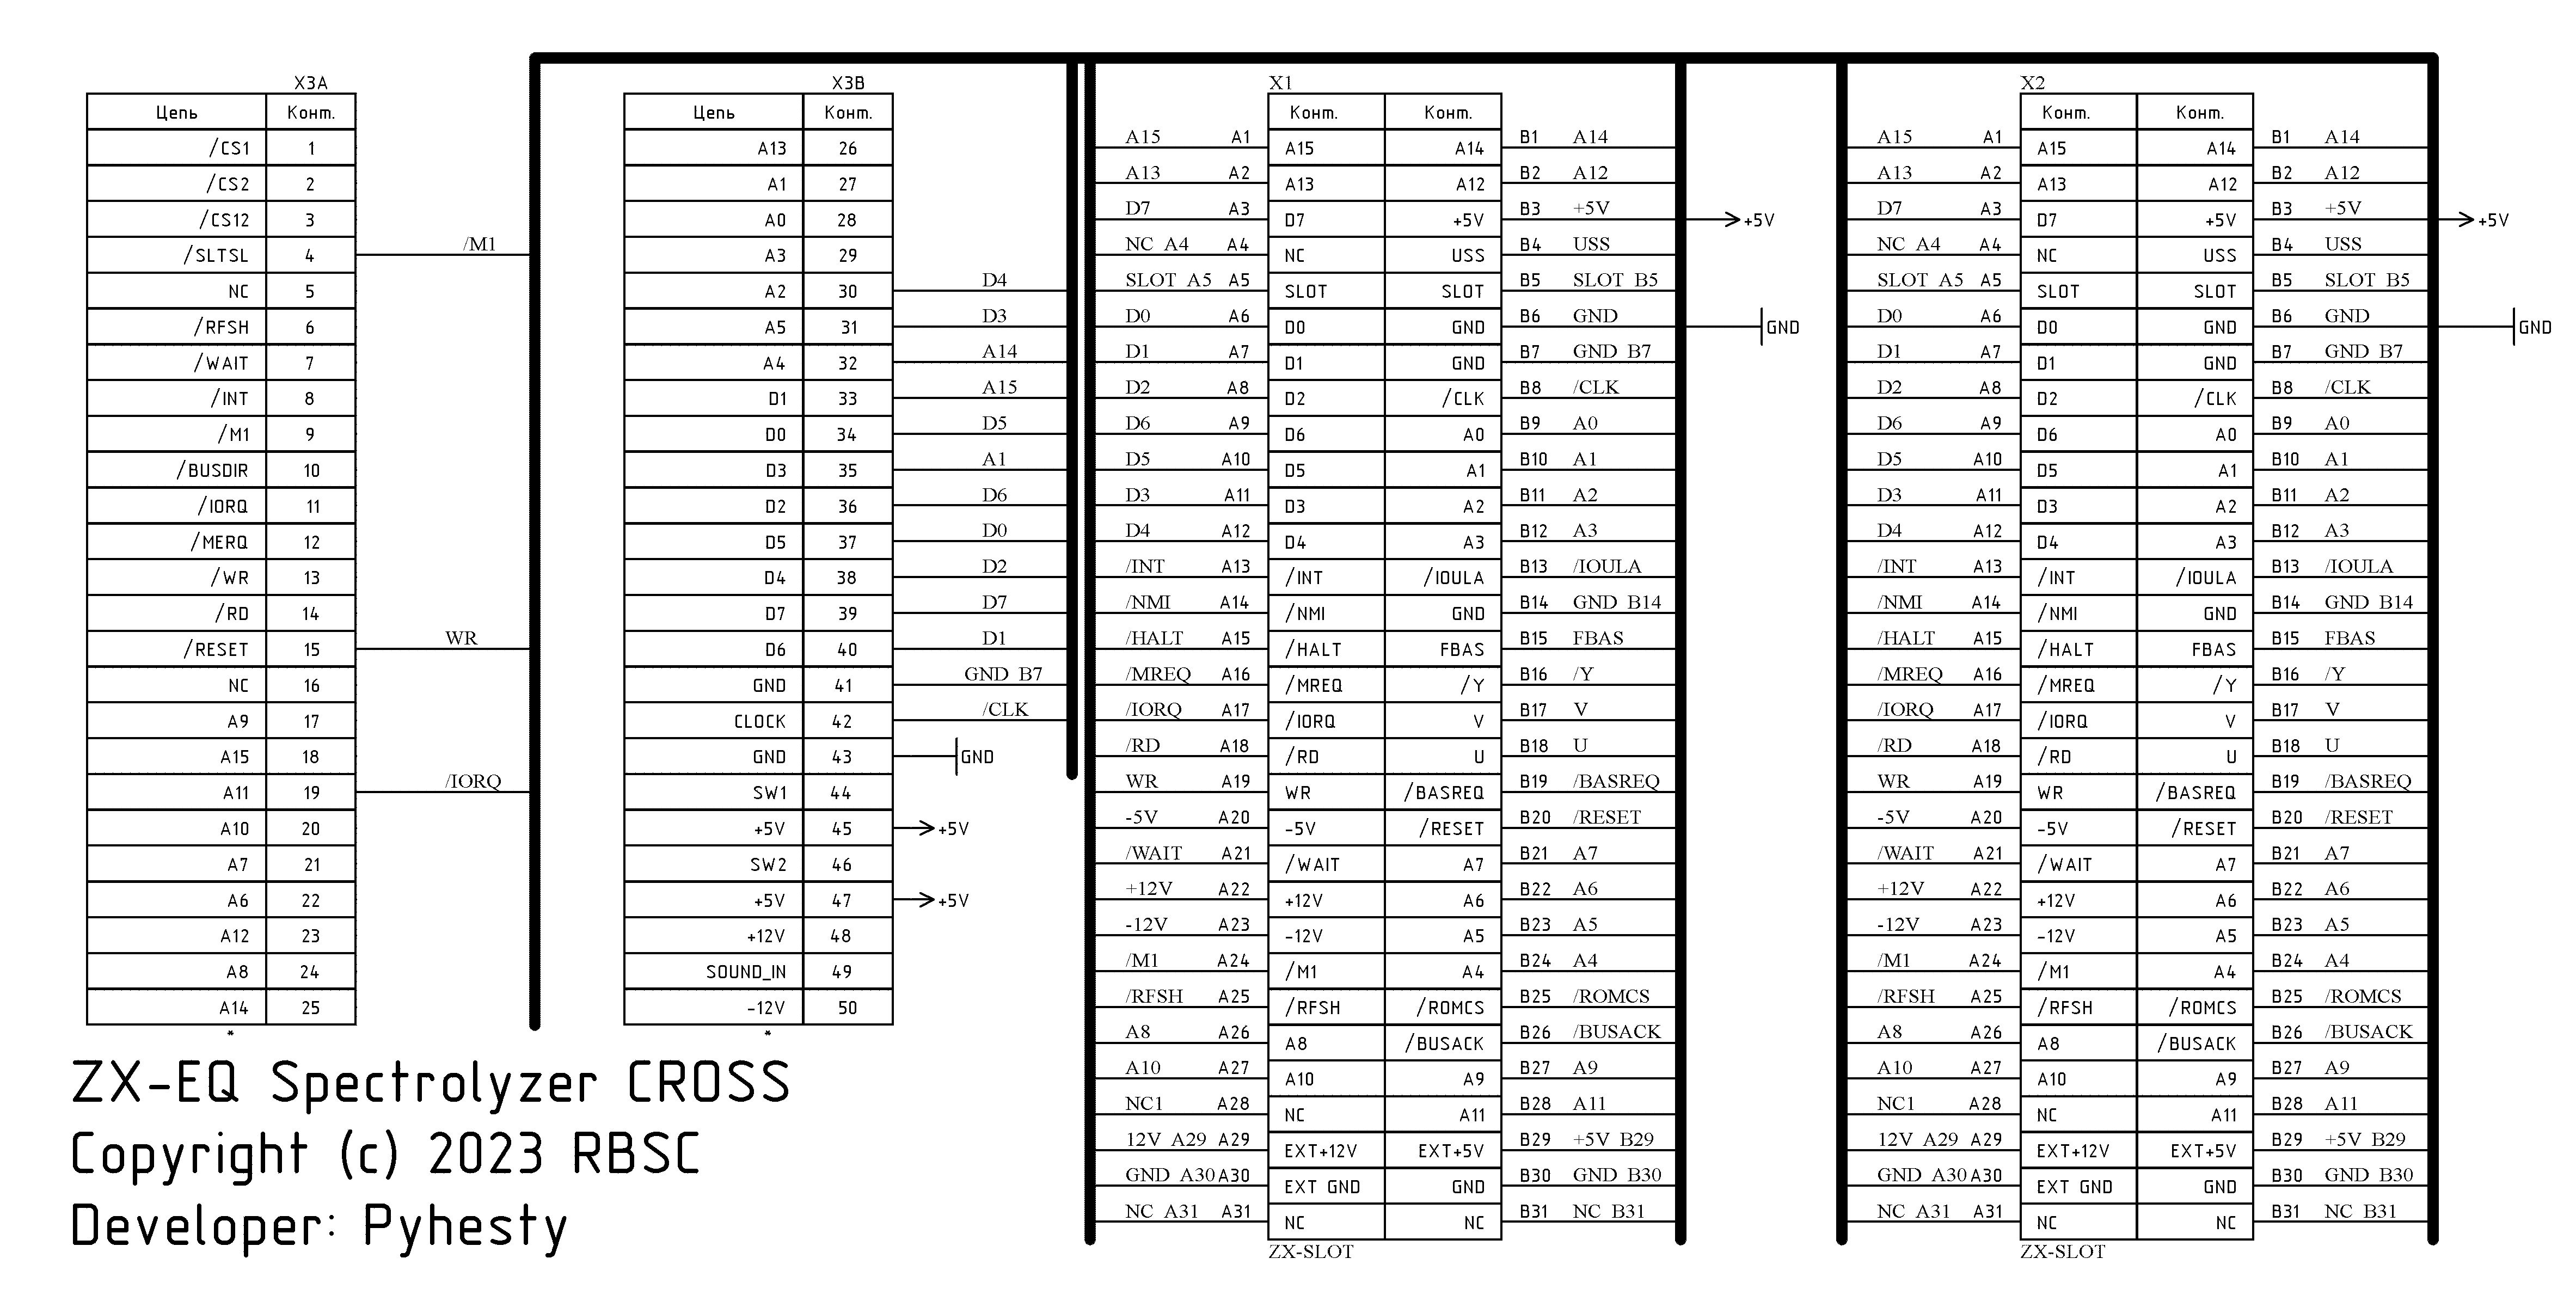 X3A
Цепь Конт.
/CS1 1
/CS2 2
/CS12 3
/SLTSL 4 /M1
NC 5
/RFSH 6
/WAIT 7
/INT 8
/M1 9
/BUSDIR 10
/IORQ 11
/MERQ 12
/WR 13
/RD 14
/RESET 15 WR
NC 16
A9 17
A15 18
A11 19 /IORQ
A10 20
A7 21
A6 22
A12 23
A8 24
A14 25
*
X3B
Цепь Конт.
A13 26
A1 27
A0 28
A3 29
A2 30 D4
A5 31 D3
A4 32 A14
D1 33 A15
D0 34 D5
D3 35 A1
D2 36 D6
D5 37 D0
D4 38 D2
D7 39 D7
D6 40 D1
GND 41 GND B7
CLOCK 42 /CLK
GND 43 GND
SW1 44
+5V 45 +5V
SW2 46
+5V 47 +5V
+12V 48
SOUND_IN 49
-12V 50
*
X1
Конт. Конт.
A15 A1 A15 A14 B1 A14
A13 A2 A13 A12 B2 A12
D7 A3 D7 +5V B3 +5V +5V
NC A4 A4 NC USS B4 USS
SLOT A5 A5 SLOT SLOT B5 SLOT B5
D0 A6 D0 GND B6 GND GND
D1 A7 D1 GND B7 GND B7
D2 A8 D2 /CLK B8 /CLK
D6 A9 D6 A0 B9 A0
D5 A10 D5 A1 B10 A1
D3 A11 D3 A2 B11 A2
D4 A12 D4 A3 B12 A3
/INT A13 /INT /IOULA B13 /IOULA
/NMI A14 /NMI GND B14 GND B14
/HALT A15 /HALT FBAS B15 FBAS
/MREQ A16 /MREQ /Y B16 /Y
/IORQ A17 /IORQ V B17 V
/RD A18 /RD U B18 U
WR A19 WR /BASREQ B19 /BASREQ
-5V A20 -5V /RESET B20 /RESET
/WAIT A21 /WAIT A7 B21 A7
+12V A22 +12V A6 B22 A6
-12V A23 -12V A5 B23 A5
/M1 A24 /M1 A4 B24 A4
/RFSH A25 /RFSH /ROMCS B25 /ROMCS
A8 A26 A8 /BUSACK B26 /BUSACK
A10 A27 A10 A9 B27 A9
NC1 A28 NC A11 B28 A11
12V A29 A29 EXT+12V EXT+5V B29 +5V B29
GND A30 A30 EXT GND GND B30 GND B30
NC A31 A31 NC NC B31 NC B31
ZX-SLOT
X2
Конт. Конт.
A15 A1 A15 A14 B1 A14
A13 A2 A13 A12 B2 A12
D7 A3 D7 +5V B3 +5V +5V
NC A4 A4 NC USS B4 USS
SLOT A5 A5 SLOT SLOT B5 SLOT B5
D0 A6 D0 GND B6 GND GND
D1 A7 D1 GND B7 GND B7
D2 A8 D2 /CLK B8 /CLK
D6 A9 D6 A0 B9 A0
D5 A10 D5 A1 B10 A1
D3 A11 D3 A2 B11 A2
D4 A12 D4 A3 B12 A3
/INT A13 /INT /IOULA B13 /IOULA
/NMI A14 /NMI GND B14 GND B14
/HALT A15 /HALT FBAS B15 FBAS
/MREQ A16 /MREQ /Y B16 /Y
/IORQ A17 /IORQ V B17 V
/RD A18 /RD U B18 U
WR A19 WR /BASREQ B19 /BASREQ
-5V A20 -5V /RESET B20 /RESET
/WAIT A21 /WAIT A7 B21 A7
+12V A22 +12V A6 B22 A6
-12V A23 -12V A5 B23 A5
/M1 A24 /M1 A4 B24 A4
/RFSH A25 /RFSH /ROMCS B25 /ROMCS
A8 A26 A8 /BUSACK B26 /BUSACK
A10 A27 A10 A9 B27 A9
NC1 A28 NC A11 B28 A11
12V A29 A29 EXT+12V EXT+5V B29 +5V B29
GND A30 A30 EXT GND GND B30 GND B30
NC A31 A31 NC NC B31 NC B31
ZX-SLOT
ZX-EQ Spectrolyzer CROSS
Copyright (c) 2023 RBSC
Developer: Pyhesty